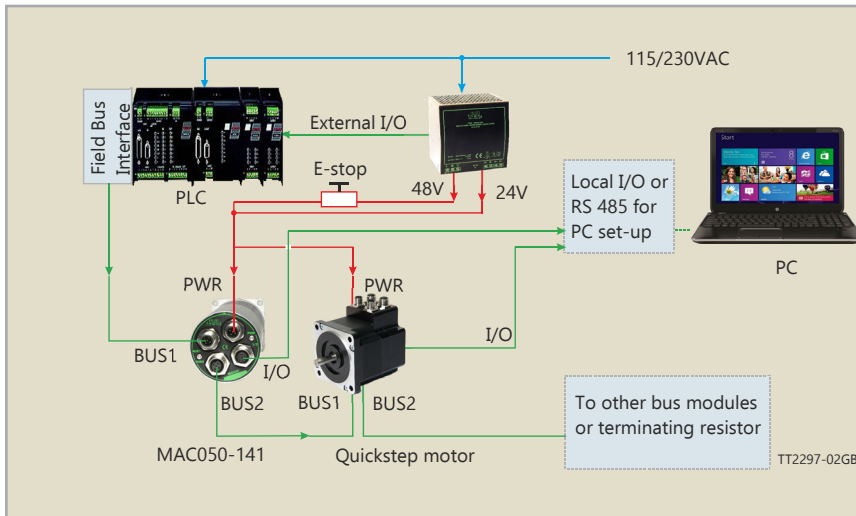 115/230VAC
Field Bus
Interface
External I/O
PLC
E-stop
48V
24V
Local I/O or
RS 485 for
PC set-up
Start
PC
PWR
PWR
BUS1
I/O
I/O
BUS2
BUS1
BUS2
MAC050-141
Quickstep motor
To other bus modules
or terminating resistor
TT2297-02GB